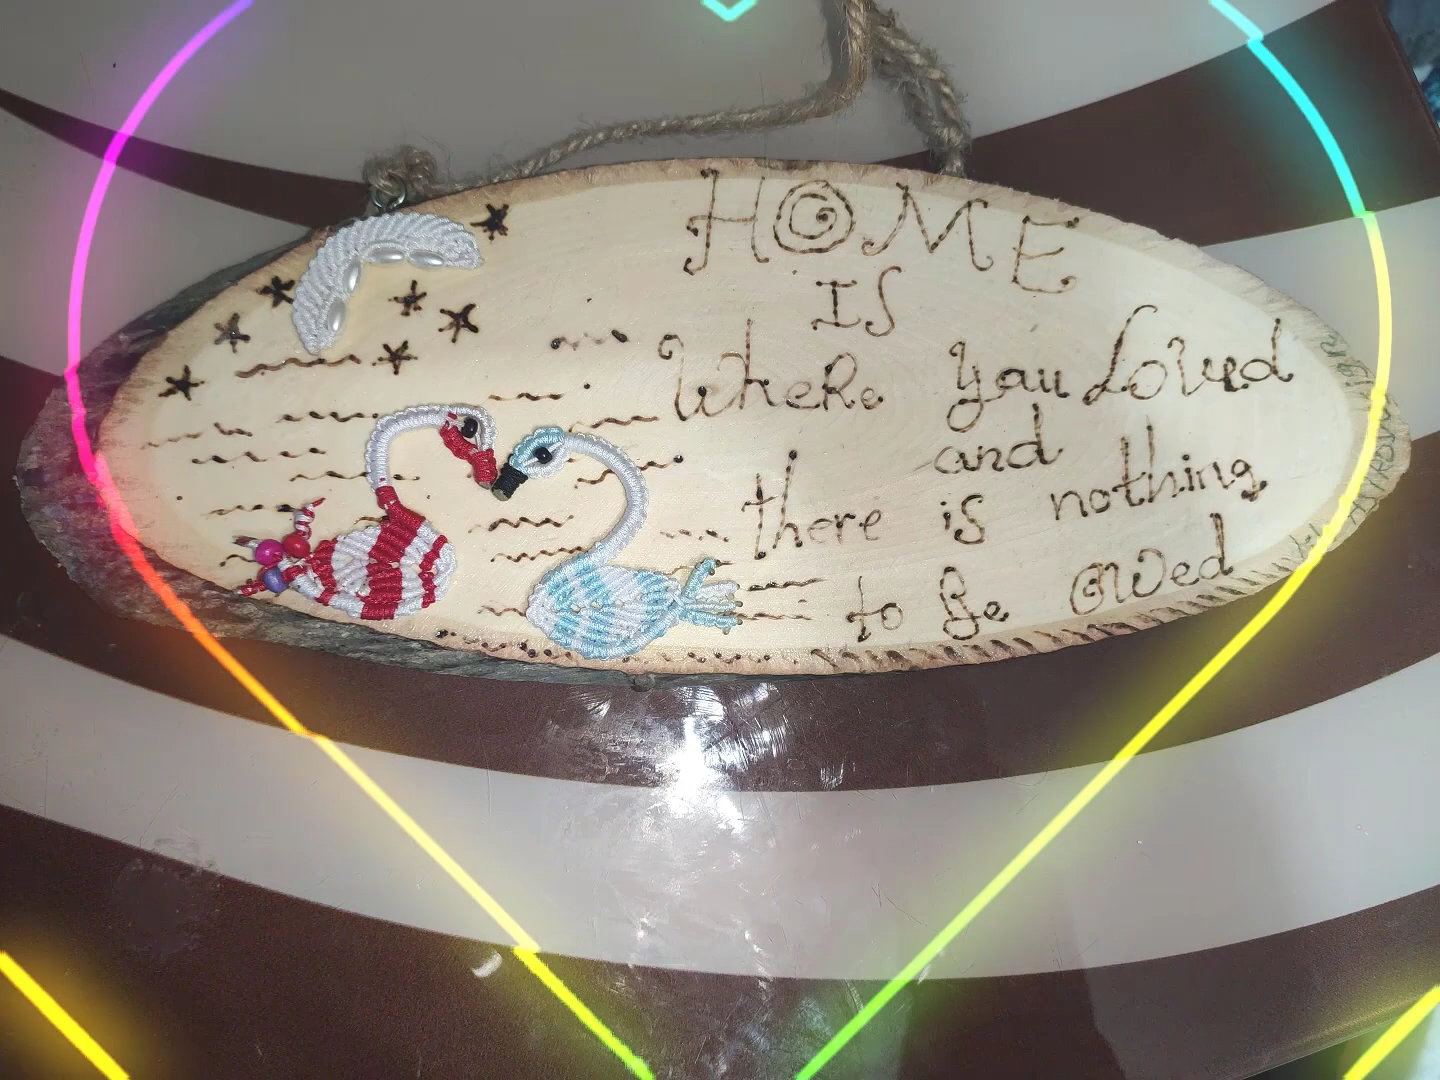 HOME
IS
Where you Loved
and
there is nothing
to Be OWed